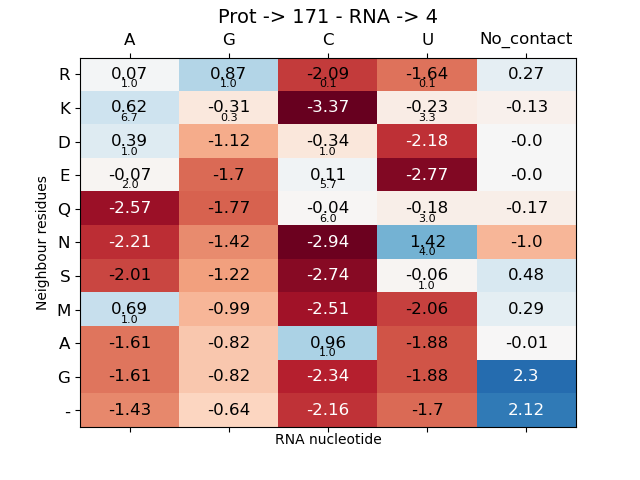 Prot -> 171 - RNA -> 4
A G C U No_contact
R 0.07 0.87 -2.09 -1.64 0.27
1.0 1.0 0.1 0.1
K 0.62 -0.31 -3.37 -0.23 -0.13
6.7 0.3 3.3
D 0.39 -1.12 -0.34 -2.18 -0.0
1.0 1.0
E -0.07 -1.7 0.11 -2.77 -0.0
2.0 5.7
Q -2.57 -1.77 -0.04 -0.18 -0.17
6.0 3.0
N -2.21 -1.42 -2.94 1.42 -1.0
4.0
S -2.01 -1.22 -2.74 -0.06 0.48
1.0
M 0.69 -0.99 -2.51 -2.06 0.29
1.0
A -1.61 -0.82 0.96 -1.88 -0.01
1.0
G -1.61 -0.82 -2.34 -1.88 2.3
- -1.43 -0.64 -2.16 -1.7 2.12
Neighbour residues
RNA nucleotide